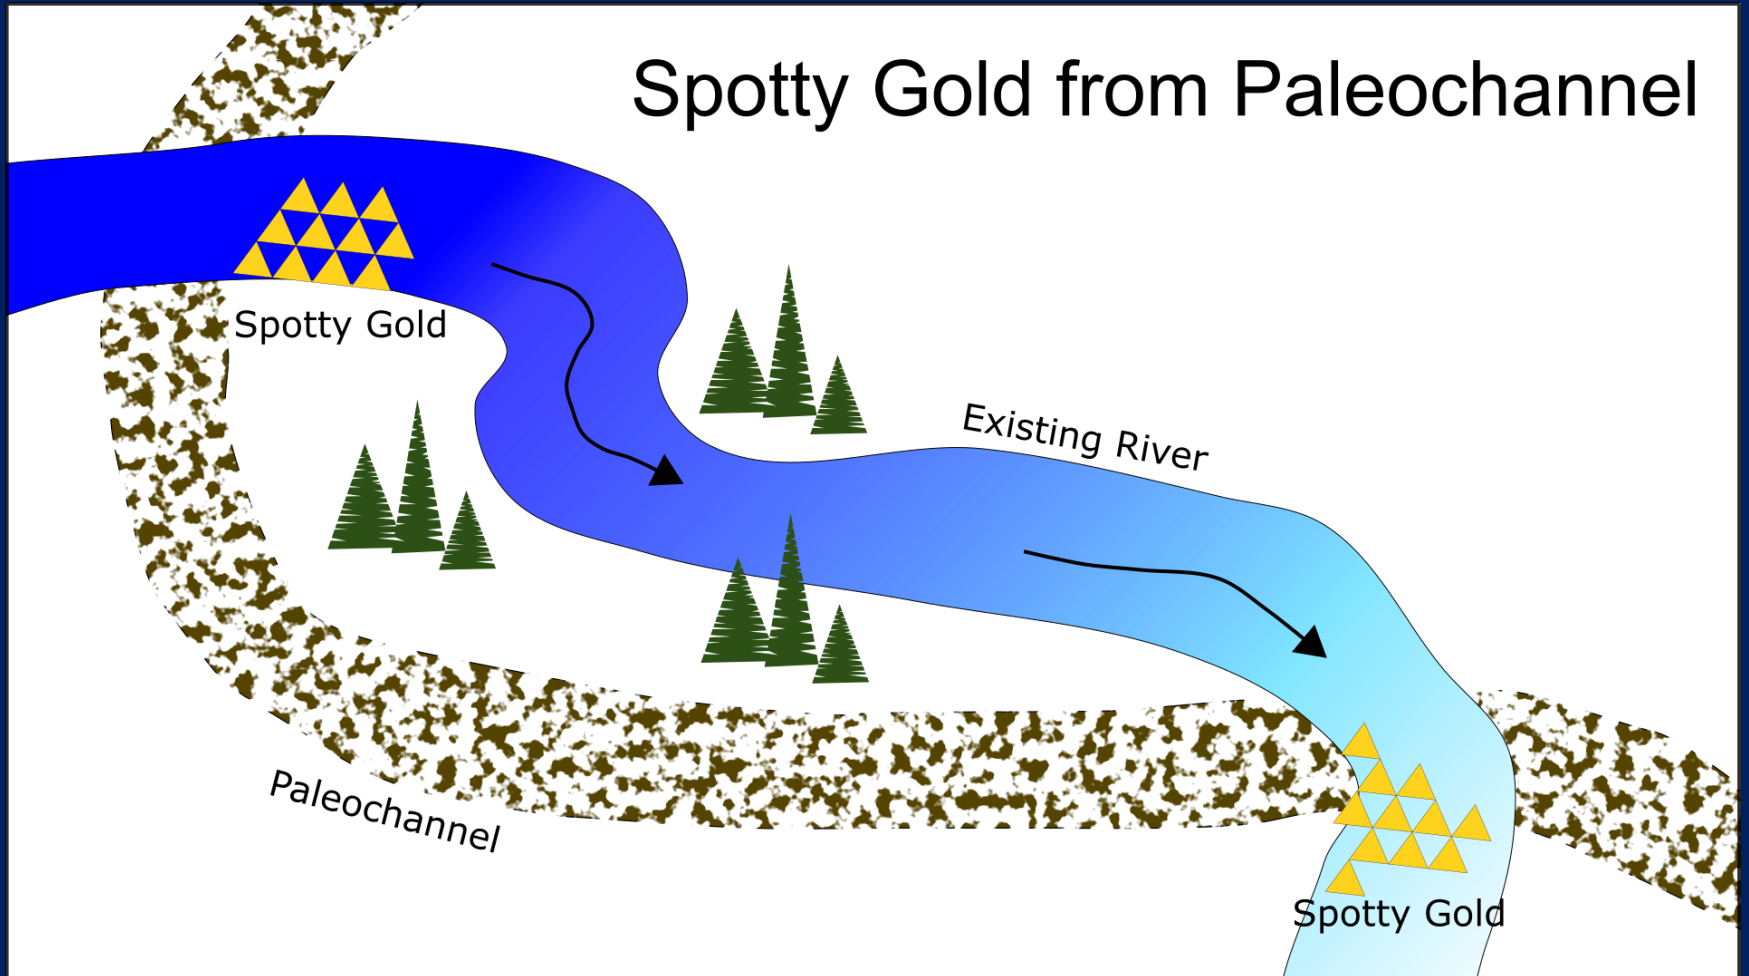 Spotty Gold from Paleochannel
Spotty Gold
Existing River
Paleochannel
Spotty Gold